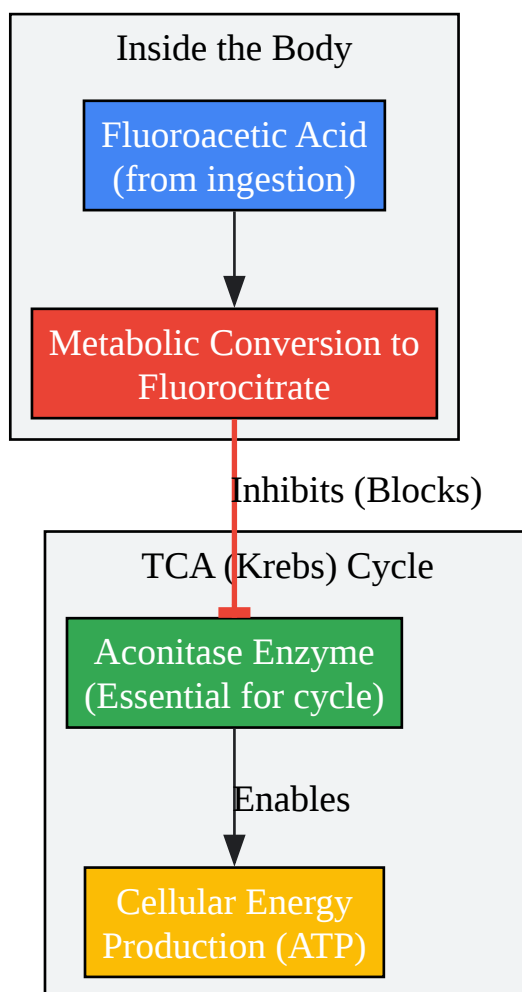 Inside the Body
Fluoroacetic Acid
(from ingestion)
Metabolic Conversion to
Fluorocitrate
Inhibits (Blocks)
TCA (Krebs) Cycle
Aconitase Enzyme
(Essential for cycle)
Enables
Cellular Energy
Production (ATP)